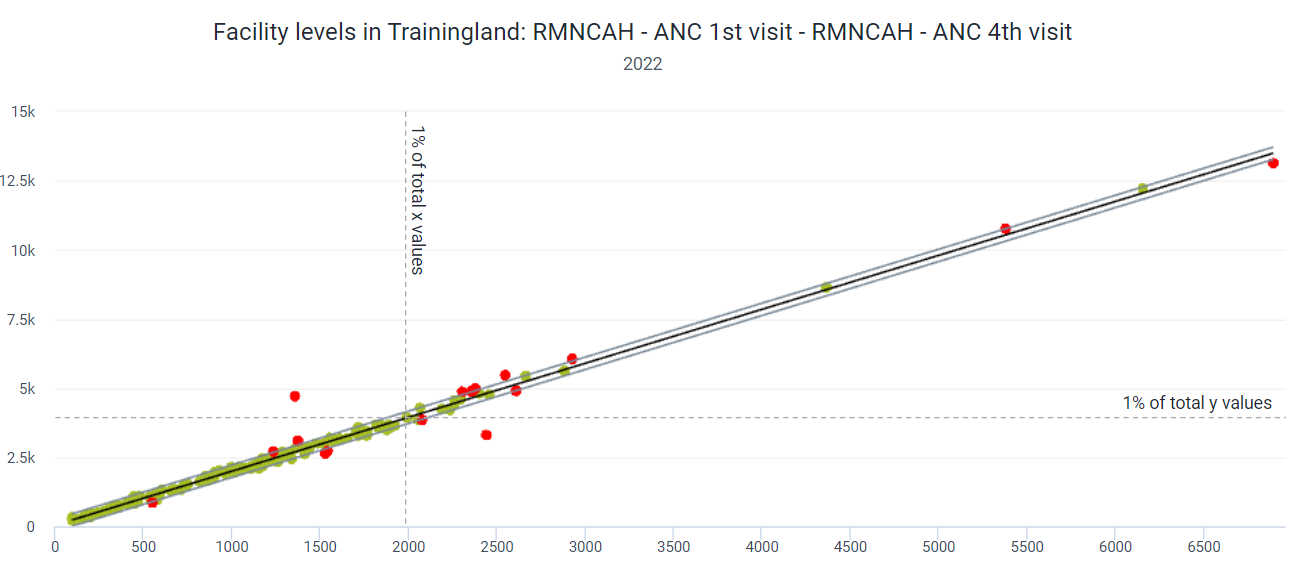 Facility levels in Trainingland: RMNCAH - ANC 1st visit - RMNCAH - ANC 4th visit
2022
15k
12.5k
10k
7.5k
5k
2.5k
0
1% of total x values
1% of total y values
0 500 1000 1500 2000 2500 3000 3500 4000 4500 5000 5500 6000 6500